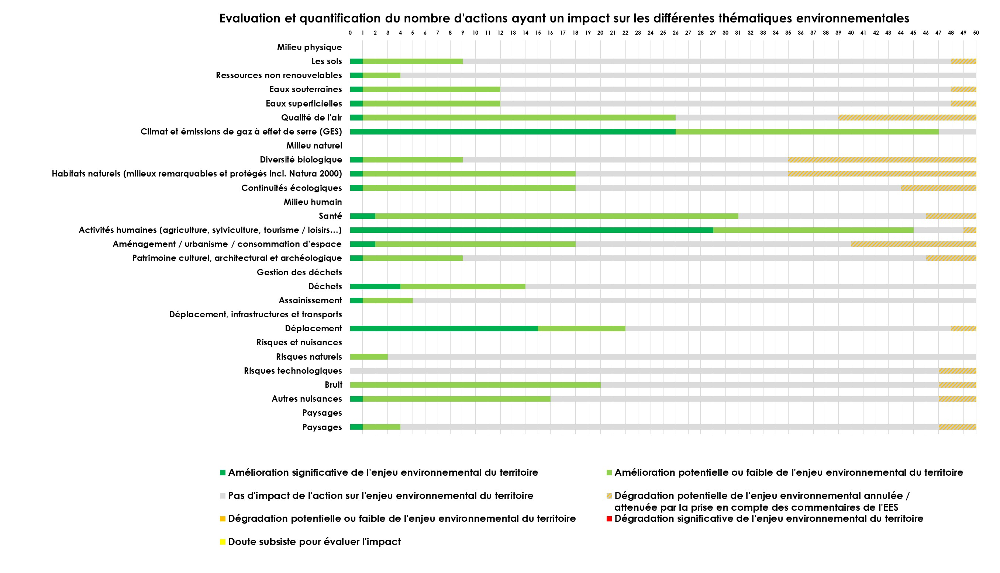 Evaluation et quantification du nombre d'actions ayant un impact sur les différentes thématiques environnementales
0 1 2 3 4 5 6 7 8 9 10 11 12 13 14 15 16 17 18 19 20 21 22 23 24 25 26 27 28 29 30 31 32 33 34 35 36 37 38 39 40 41 42 43 44 45 46 47 48 49 50
Milieu physique
Les sols
Ressources non renouvelables
Eaux souterraines
Eaux superficielles
Qualité de l'air
Climat et émissions de gaz à effet de serre (GES)
Milieu naturel
Diversité biologique
Habitats naturels (milieux remarquables et protégés incl. Natura 2000)
Continuités écologiques
Milieu humain
Santé
Activités humaines (agriculture, sylviculture, tourisme / loisirs…)
Aménagement / urbanisme / consommation d'espace
Patrimoine culturel, architectural et archéologique
Gestion des déchets
Déchets
Assainissement
Déplacement, infrastructures et transports
Déplacement
Risques et nuisances
Risques naturels
Risques technologiques
Bruit
Autres nuisances
Paysages
Paysages
Amélioration significative de l'enjeu environnemental du territoire
Amélioration potentielle ou faible de l'enjeu environnemental du territoire
Pas d'impact de l'action sur l'enjeu environnemental du territoire
Dégradation potentielle de l'enjeu environnemental annulée /
attenuée par la prise en compte des commentaires de l'EES
Dégradation potentielle ou faible de l'enjeu environnemental du territoire
Dégradation significative de l'enjeu environnemental du territoire
Doute subsiste pour évaluer l'impact